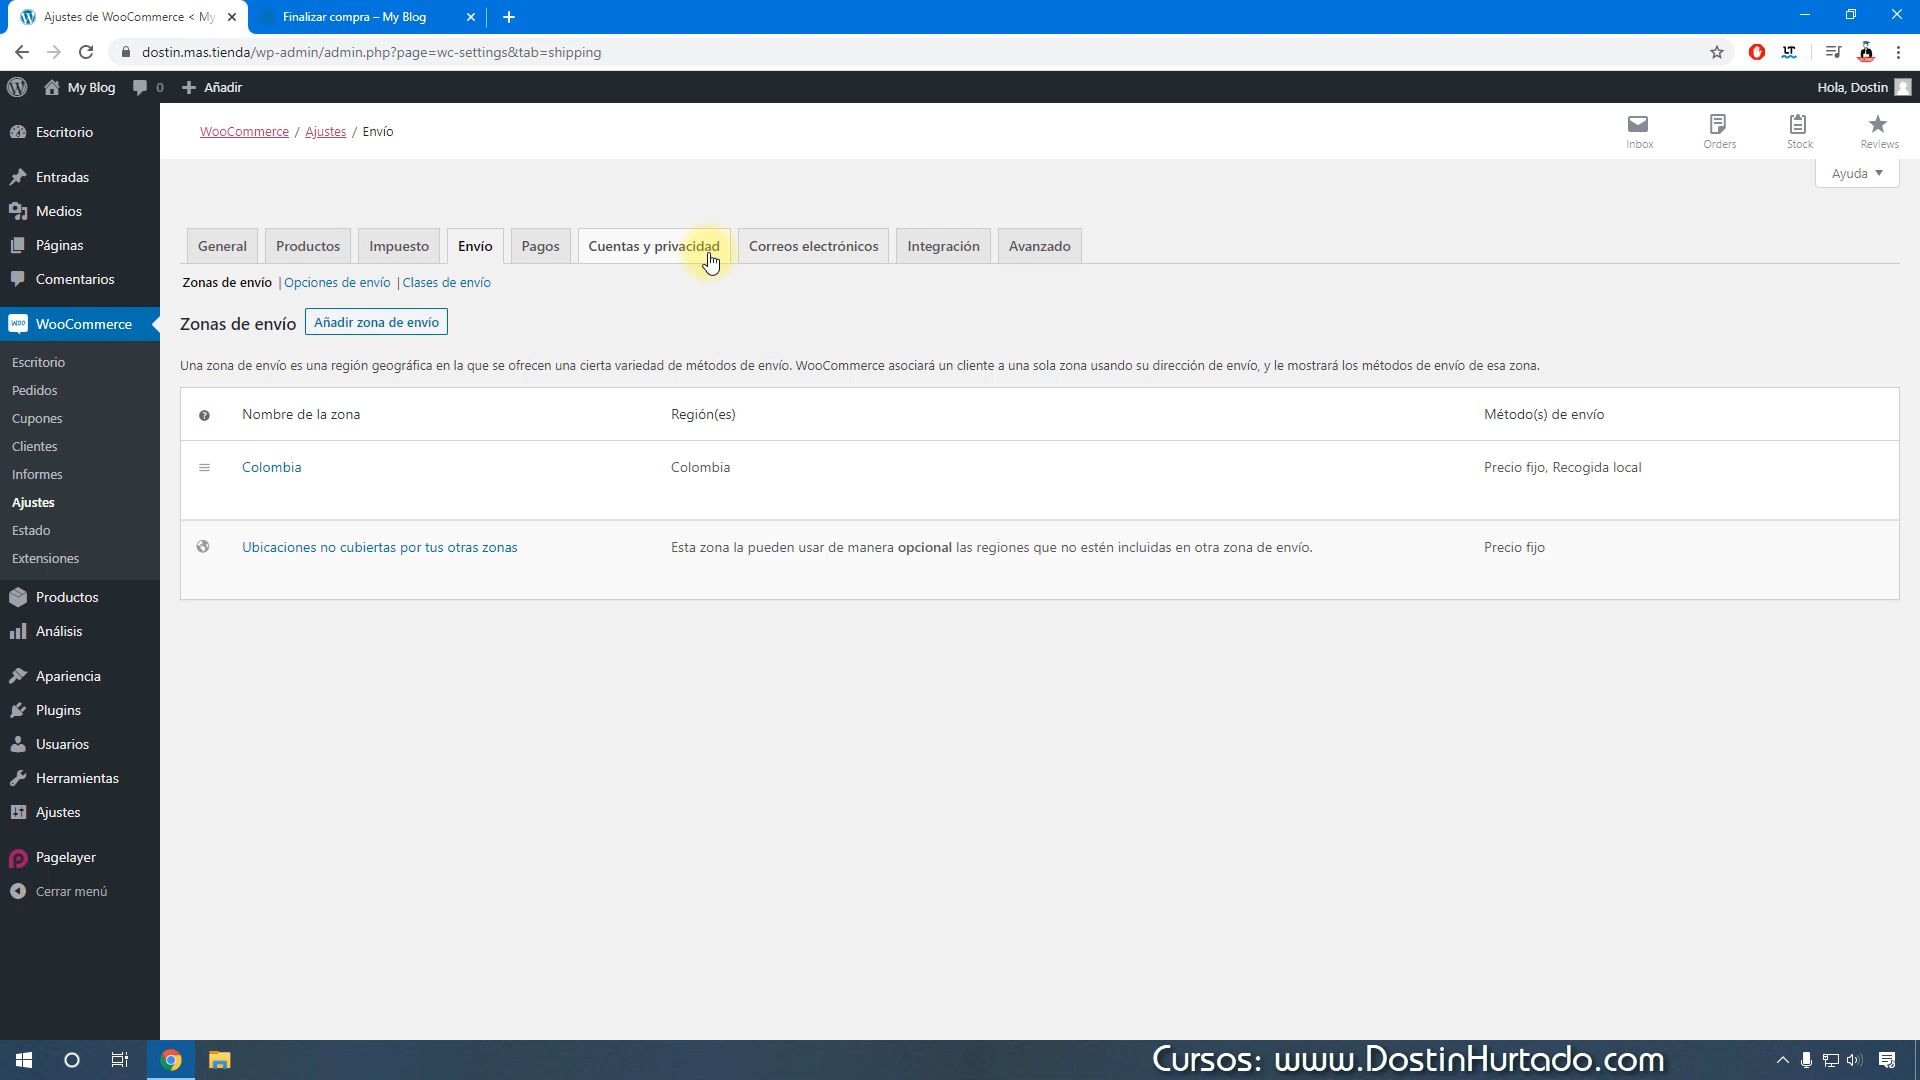 Ajustes de WooCommerce < My
Finalizar compra – My Blog
dostin.mas.tienda/wp-admin/admin.php?page=wc-settings&tab=shipping
My Blog
0
Añadir
Hola, Dostin
Escritorio
Entradas
Medios
Páginas
Comentarios
WooCommerce
Escritorio
Pedidos
Cupones
Clientes
Informes
Ajustes
Estado
Extensiones
Productos
Análisis
Apariencia
Plugins
Usuarios
Herramientas
Ajustes
Pagelayer
Cerrar menú
WooCommerce / Ajustes / Envío
Inbox
Orders
Stock
Reviews
Ayuda
General
Productos
Impuesto
Envío
Pagos
Cuentas y privacidad
Correos electrónicos
Integración
Avanzado
Zonas de envío | Opciones de envío | Clases de envío
Zonas de envío
Añadir zona de envío
Una zona de envío es una región geográfica en la que se ofrecen una cierta variedad de métodos de envío. WooCommerce asociará un cliente a una sola zona usando su dirección de envío, y le mostrará los métodos de envío de esa zona.
Nombre de la zona
Región(es)
Método(s) de envío
Colombia
Colombia
Precio fijo, Recogida local
Ubicaciones no cubiertas por tus otras zonas
Esta zona la pueden usar de manera opcional las regiones que no estén incluidas en otra zona de envío.
Precio fijo
Cursos: www.DostinHurtado.com